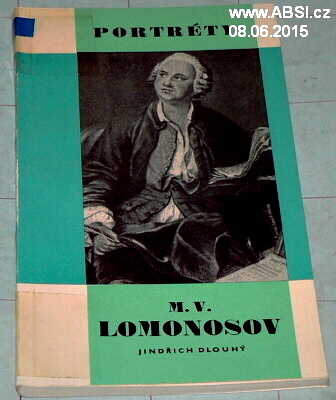 www.ABSI.cz
08.06.2015
PORTRÉTY
M. V.
LOMONOSOV
JINDŘICH DLOUHÝ